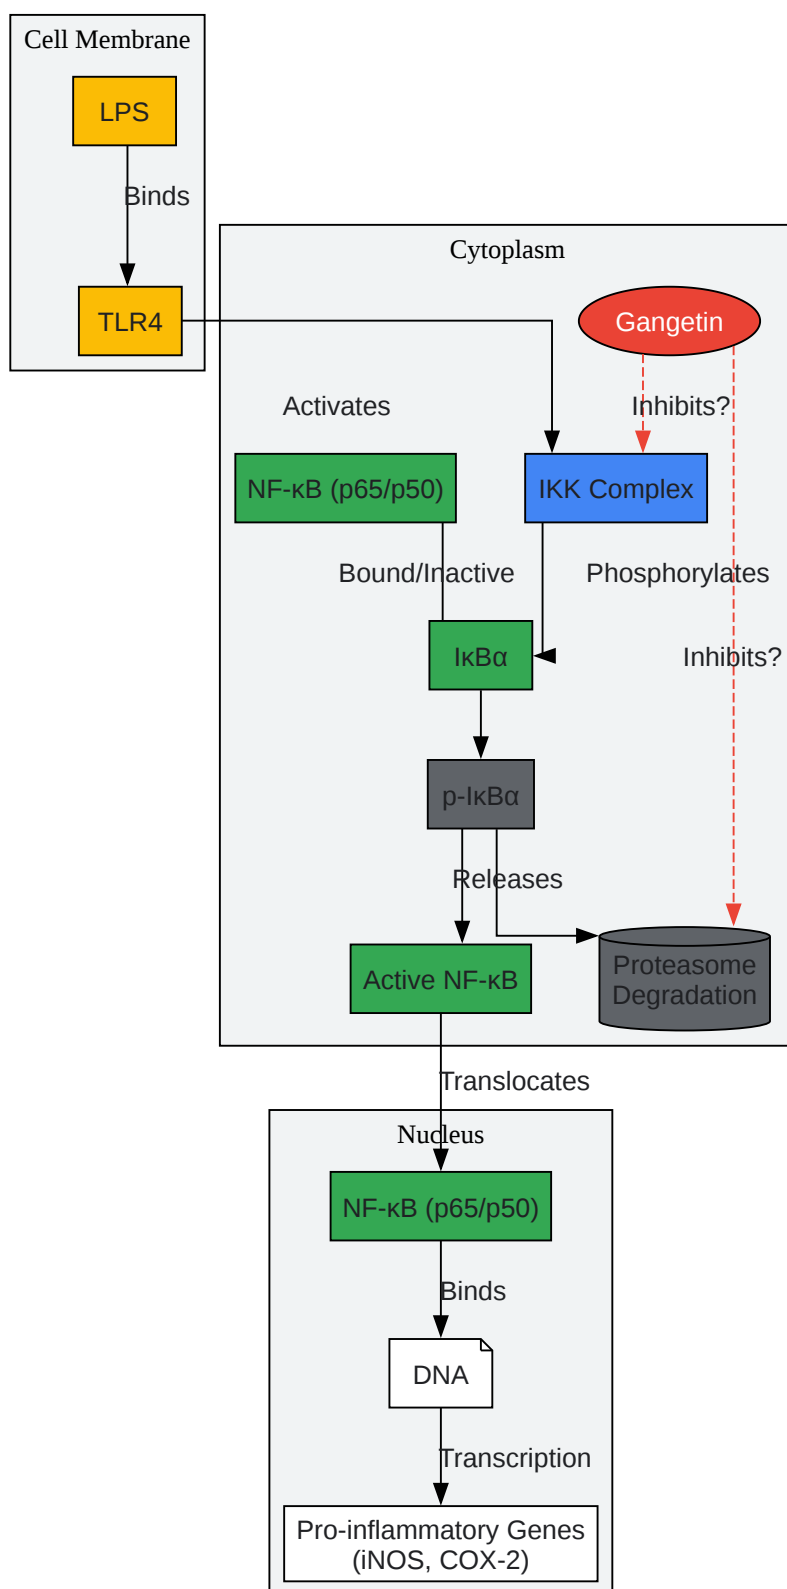 Cell Membrane
LPS
Binds
TLR4
Cytoplasm
Gangetin
Activates
Inhibits?
NF-κB (p65/p50)
IKK Complex
Bound/Inactive
Phosphorylates
IκBα
Inhibits?
p-IκBα
Releases
Active NF-κB
Proteasome
Degradation
Translocates
Nucleus
NF-κB (p65/p50)
Binds
DNA
Transcription
Pro-inflammatory Genes
(iNOS, COX-2)